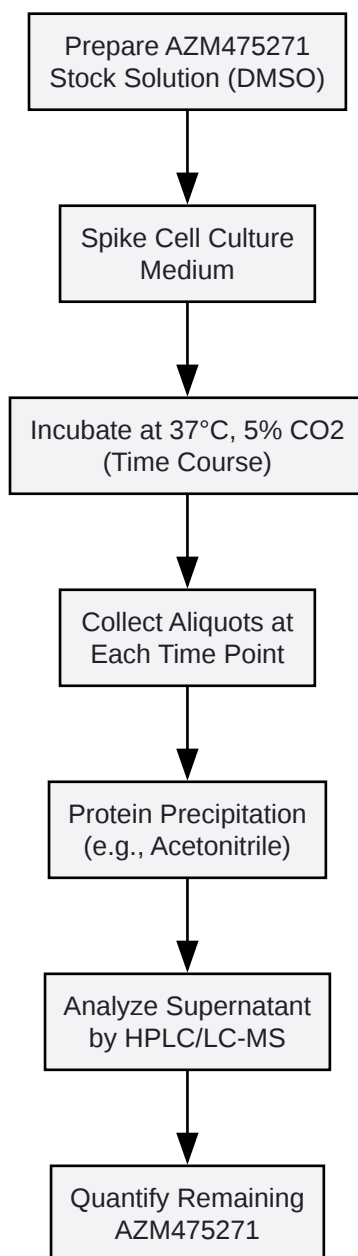 Prepare AZM475271
Stock Solution (DMSO)
Spike Cell Culture
Medium
Incubate at 37°C, 5% CO2
(Time Course)
Collect Aliquots at
Each Time Point
Protein Precipitation
(e.g., Acetonitrile)
Analyze Supernatant
by HPLC/LC-MS
Quantify Remaining
AZM475271